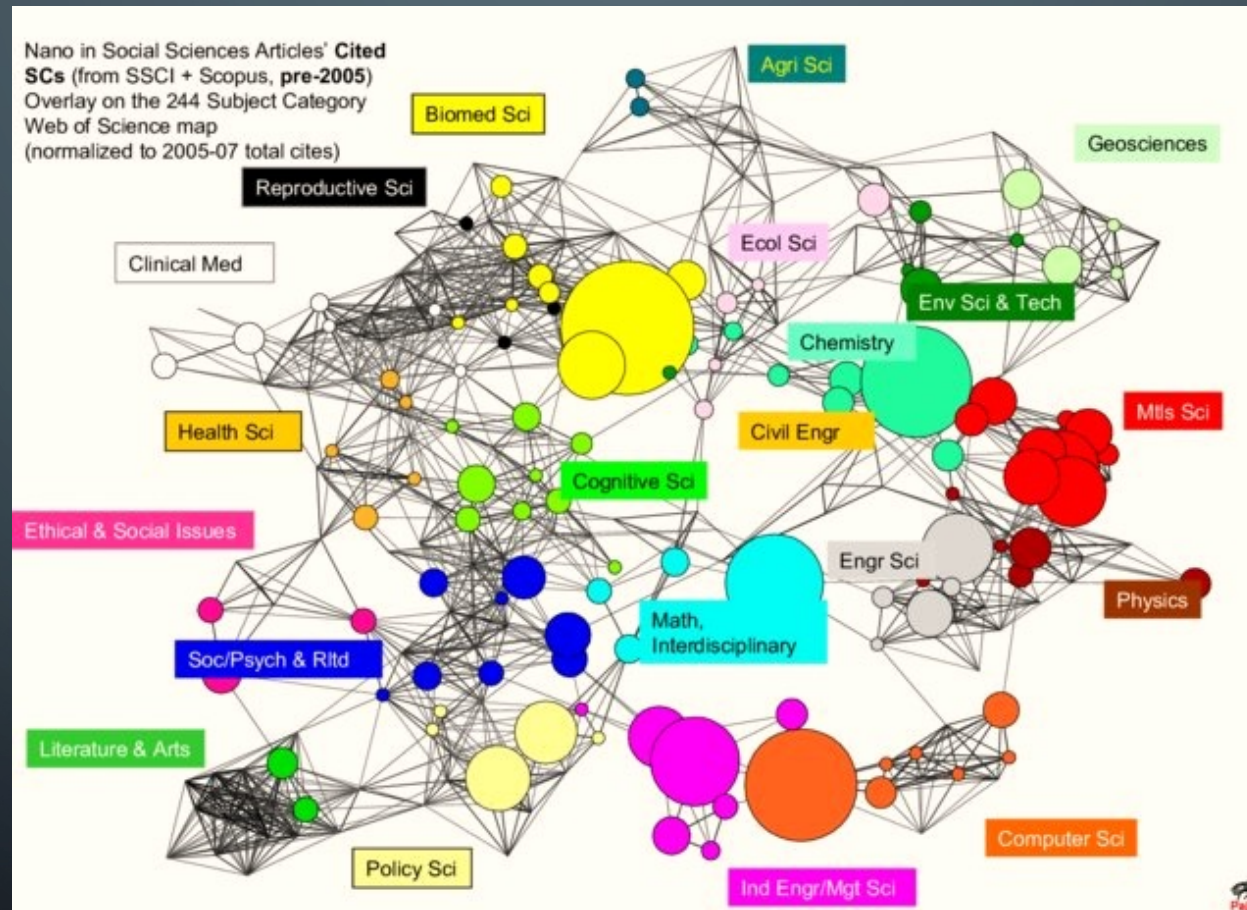 Nano in Social Sciences Articles' Cited
SCs (from SSCI + Scopus, pre-2005)
Overlay on the 244 Subject Category
Web of Science map
(normalized to 2005-07 total cites)
Agri Sci
Biomed Sci
Geosciences
Reproductive Sci
Ecol Sci
Clinical Med
Env Sci & Tech
Chemistry
Mtls Sci
Health Sci
Civil Engr
Cognitive Sci
Ethical & Social Issues
Engr Sci
Physics
Math,
Interdisciplinary
Soc/Psych & Rltd
Literature & Arts
Computer Sci
Policy Sci
Ind Engr/Mgt Sci